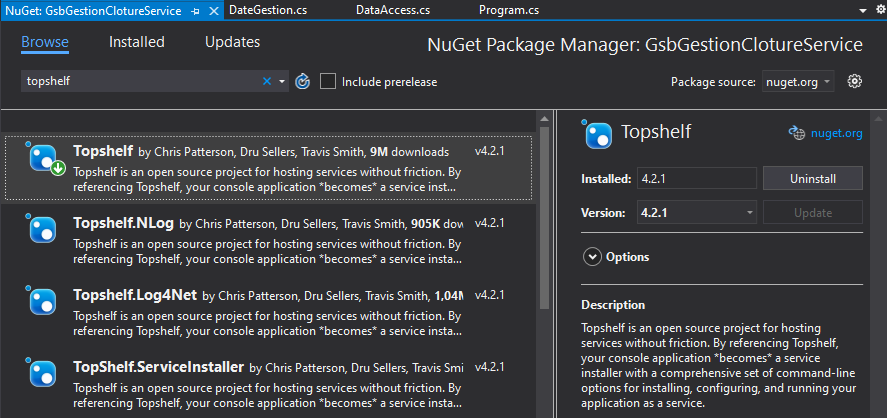 NuGet: GsbGestionClotureService
DateGestion.cs
DataAccess.cs
Program.cs
Browse
Installed
Updates
NuGet Package Manager: GsbGestionClotureService
topshelf
Include prerelease
Package source: nuget.org
Topshelf by Chris Patterson, Dru Sellers, Travis Smith, 9M downloads v4.2.1
Topshelf is an open source project for hosting services without friction. By
referencing Topshelf, your console application *becomes* a service inst...
Topshelf.NLog by Chris Patterson, Dru Sellers, Travis Smith, 905K dow v4.2.1
Topshelf is an open source project for hosting services without friction. By
referencing Topshelf, your console application *becomes* a service insta...
Topshelf.Log4Net by Chris Patterson, Dru Sellers, Travis Smith, 1,04M v4.2.1
Topshelf is an open source project for hosting services without friction. By
referencing Topshelf, your console application *becomes* a service insta...
TopShelf.ServiceInstaller by Chris Patterson, Dru Sellers, Travis Smi v4.2.1
Topshelf is an open source project for hosting services without friction. By
referencing Topshelf, your console application *becomes* a service insta...
Topshelf
nuget.org
Installed: 4.2.1 Uninstall
Version: 4.2.1 Update
Options
Description
Topshelf is an open source project for hosting
services without friction. By referencing Topshelf,
your console application *becomes* a service
installer with a comprehensive set of command-line
options for installing, configuring, and running your
application as a service.